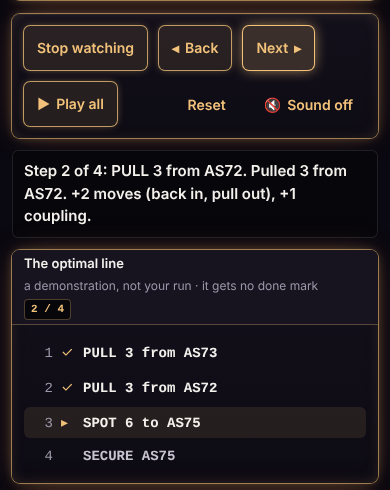 Stop watching
◂ Back
Next ▸
▶ Play all
Reset
🔇 Sound off
Step 2 of 4: PULL 3 from AS72. Pulled 3 from
AS72. +2 moves (back in, pull out), +1
coupling.
The optimal line
a demonstration, not your run · it gets no done mark
2 / 4
1 ✓ PULL 3 from AS73
2 ✓ PULL 3 from AS72
3 ▸ SPOT 6 to AS75
4 SECURE AS75